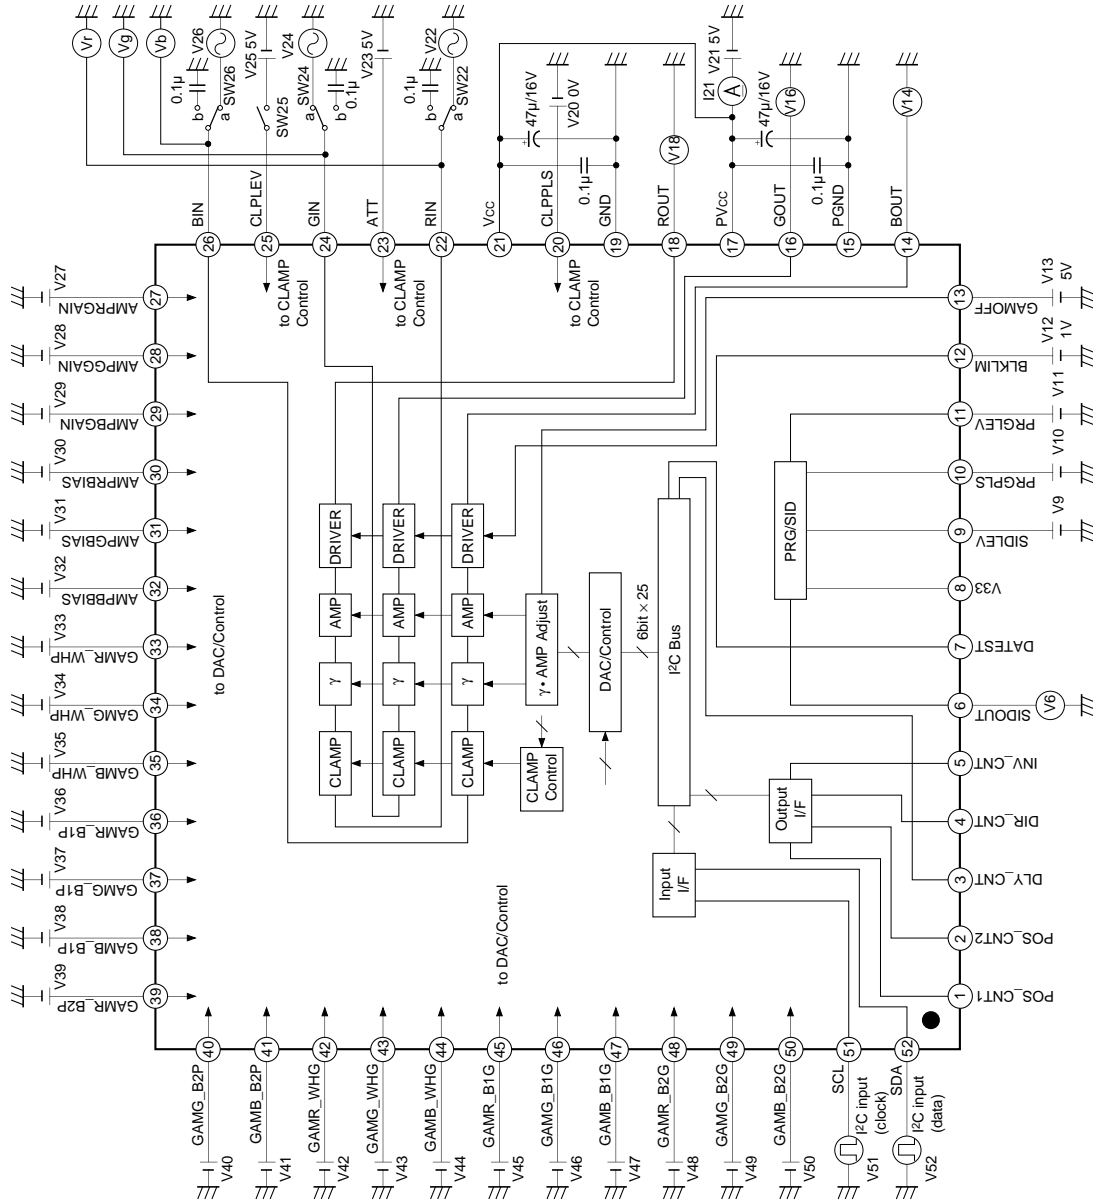 Vr
Vg
Vb
V26
0.1µ
b
a
SW26
V25 5V
SW25
V24
SW24
a
b
0.1µ
V23 5V
V22
0.1µ
b
a
SW22
47µ/16V
+
V20 0V
0.1µ
V18
I21
V21 5V
A
47µ/16V
+
V16
0.1µ
V14
BIN
CLPLEV
GIN
ATT
RIN
Vcc
CLPPLS
GND
ROUT
PVcc
GOUT
PGND
BOUT
26
25
24
23
22
21
20
19
18
17
16
15
14
to CLAMP
Control
to CLAMP
Control
to CLAMP
Control
V27
AMPRGAIN
27
V28
AMPGGAIN
28
V29
AMPBGAIN
29
V30
AMPRBIAS
30
V31
AMPGBIAS
31
V32
AMPBBIAS
32
V33
GAMR_WHP
33
V34
GAMG_WHP
34
V35
GAMB_WHP
35
V36
GAMR_B1P
36
V37
GAMG_B1P
37
V38
GAMB_B1P
38
V39
GAMR_B2P
39
to DAC/Control
to DAC/Control
DRIVER
DRIVER
DRIVER
AMP
AMP
AMP
γ
γ
γ
CLAMP
CLAMP
CLAMP
γ • AMP Adjust
CLAMP
Control
DAC/Control
6bit × 25
I²C Bus
PRG/SID
Input
I/F
Output
I/F
13
GAMOFF
V13
5V
12
BLKLIM
V12
1V
11
PRGLEV
V11
10
PRGPLS
V10
9
SIDLEV
V9
8
V33
7
DATEST
6
SIDOUT
V6
5
INV_CNT
4
DIR_CNT
3
DLY_CNT
2
POS_CNT2
1
POS_CNT1
40
41
42
43
44
45
46
47
48
49
50
51
52
GAMG_B2P
GAMB_B2P
GAMR_WHG
GAMG_WHG
GAMB_WHG
GAMR_B1G
GAMG_B1G
GAMB_B1G
GAMR_B2G
GAMG_B2G
GAMB_B2G
SCL
SDA
I²C input
(clock)
I²C input
(data)
V40
V41
V42
V43
V44
V45
V46
V47
V48
V49
V50
V51
V52